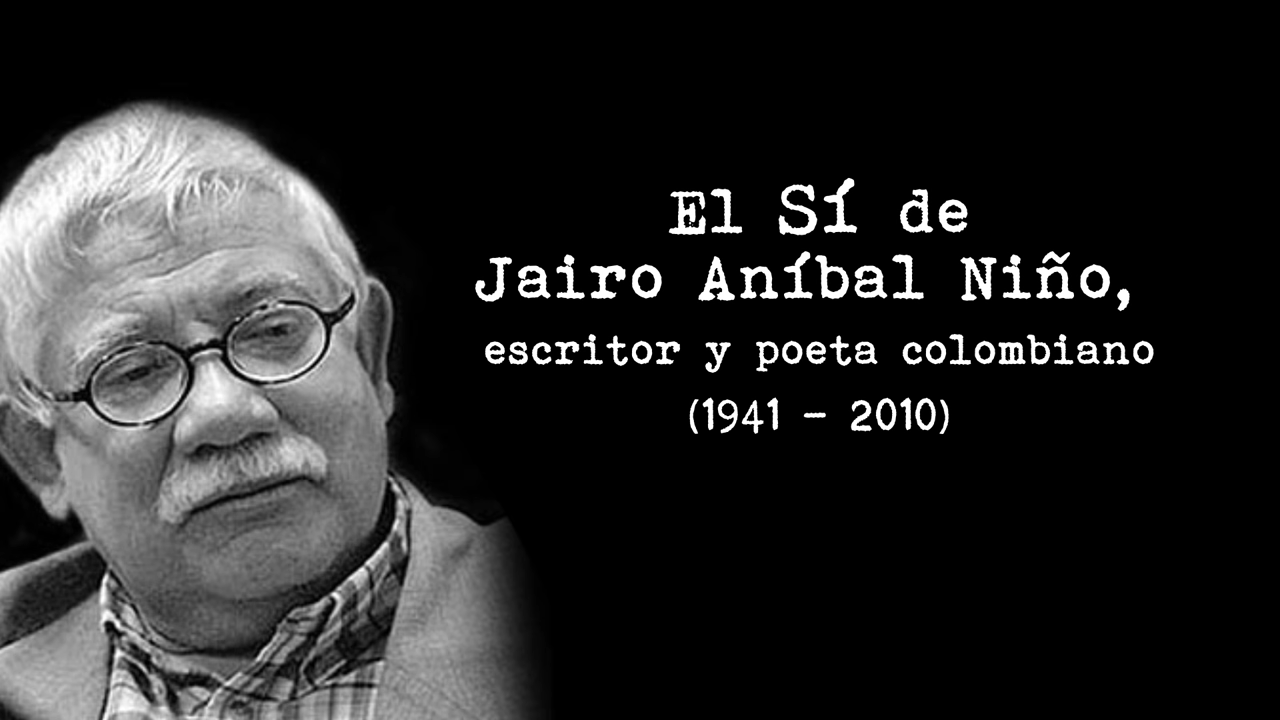 El Sí de
Jairo Aníbal Niño,
escritor y poeta colombiano
(1941 - 2010)